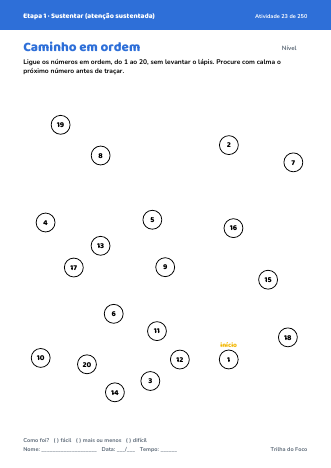 Etapa 1 · Sustentar (atenção sustentada)
Atividade 23 de 250
Caminho em ordem
Nível
Ligue os números em ordem, do 1 ao 20, sem levantar o lápis. Procure com calma o
próximo número antes de traçar.
19
2
8
7
5
4
16
13
17
9
15
6
11
18
início
10
12
1
20
3
14
Como foi? ( ) fácil ( ) mais ou menos ( ) difícil
Nome: ____________________ Data: ___/___ Tempo: ______
Trilha do Foco